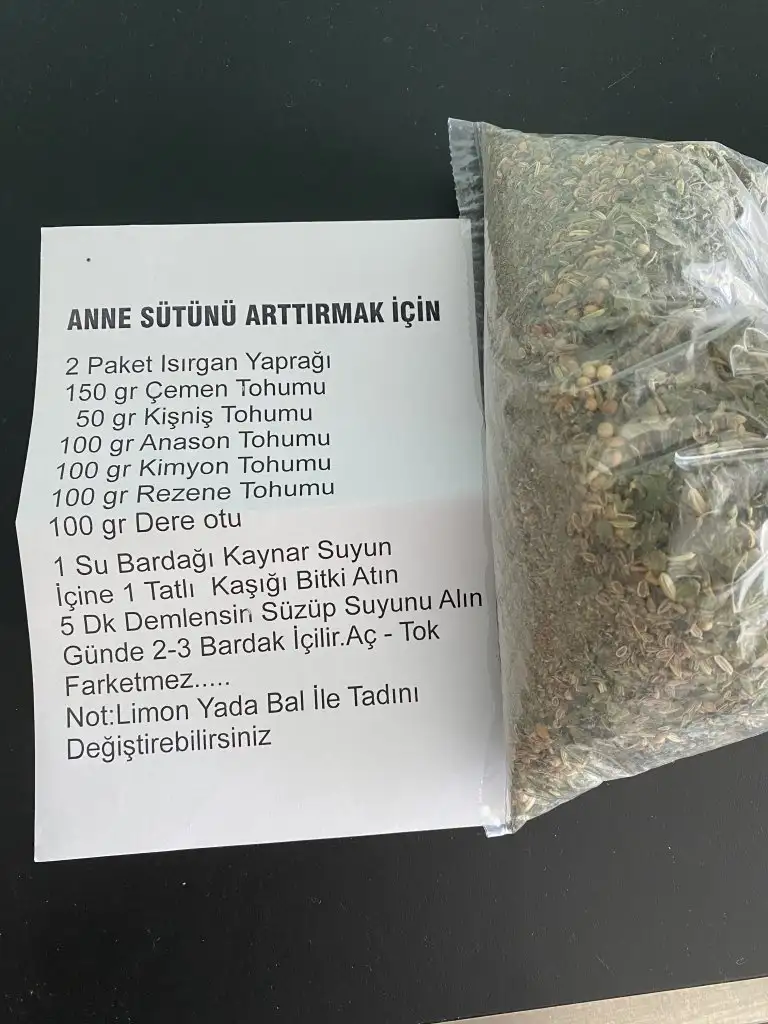 ANNE SÜTÜNÜ ARTTIRMAK İÇİN
2 Paket Isırgan Yaprağı
150 gr Çemen Tohumu
50 gr Kişniş Tohumu
100 gr Anason Tohumu
100 gr Kimyon Tohumu
100 gr Rezene Tohumu
100 gr Dere otu
1 Su Bardağı Kaynar Suyun
İçine 1 Tatlı Kaşığı Bitki Atın
5 Dk Demlensin Süzüp Suyunu Alın
Günde 2-3 Bardak İçilir.Aç - Tok
Farketmez.....
Not:Limon Yada Bal İle Tadını
Değiştirebilirsiniz